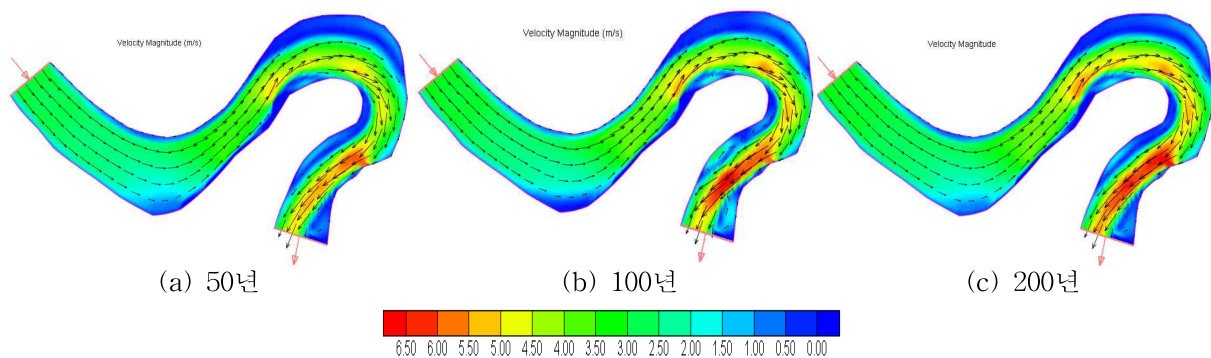 Velocity Magnitude (m/s)
Velocity Magnitude (m/s)
Velocity Magnitude
(a) 50년
(b) 100년
(c) 200년
6.50 6.00 5.50 5.00 4.50 4.00 3.50 3.00 2.50 2.00 1.50 1.00 0.50 0.00